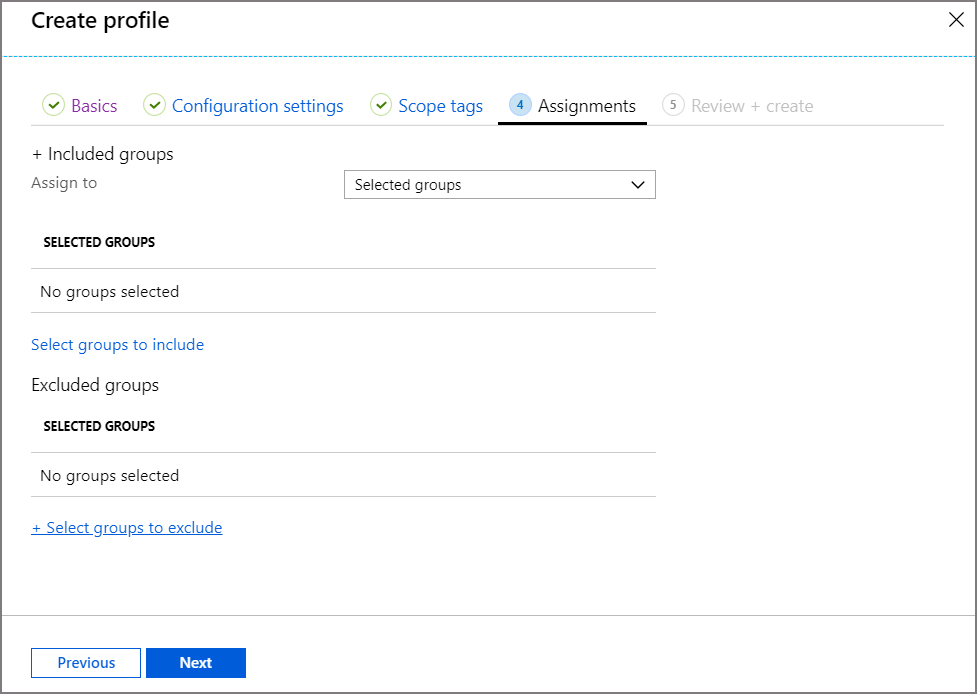 Create profile
Basics Configuration settings Scope tags 4 Assignments 5 Review + create
+ Included groups
Assign to Selected groups
SELECTED GROUPS
No groups selected
Select groups to include
Excluded groups
SELECTED GROUPS
No groups selected
+ Select groups to exclude
Previous Next